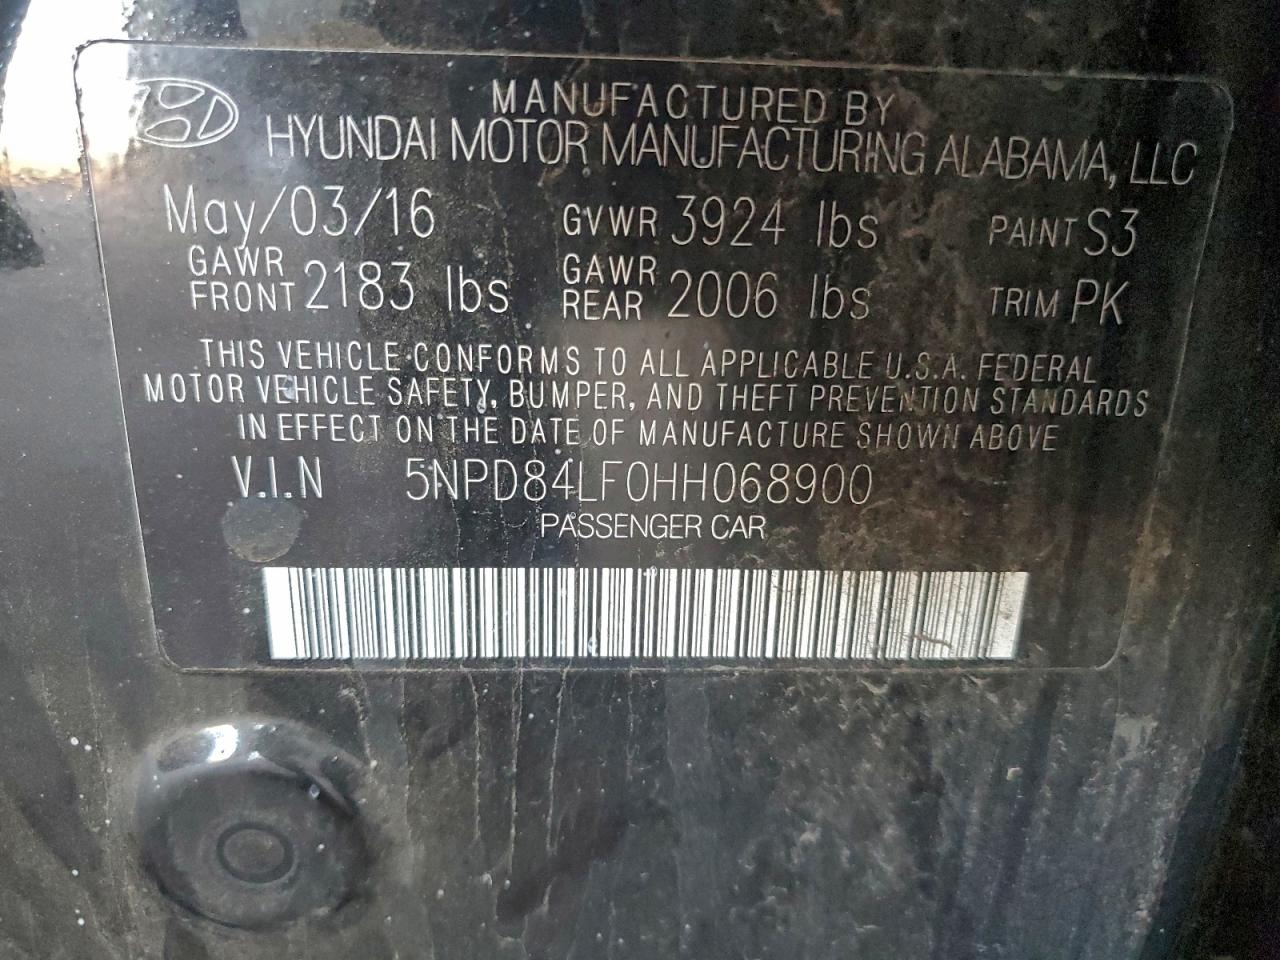 MANUFACTURED BY
HYUNDAI MOTOR MANUFACTURING ALABAMA, LLC
May/03/16 GVWR 3924 lbs PAINT S3
GAWR FRONT 2183 lbs GAWR REAR 2006 lbs TRIM PK
THIS VEHICLE CONFORMS TO ALL APPLICABLE U.S.A. FEDERAL
MOTOR VEHICLE SAFETY, BUMPER, AND THEFT PREVENTION STANDARDS
IN EFFECT ON THE DATE OF MANUFACTURE SHOWN ABOVE
V.I.N 5NPD84LF0HH068900
PASSENGER CAR